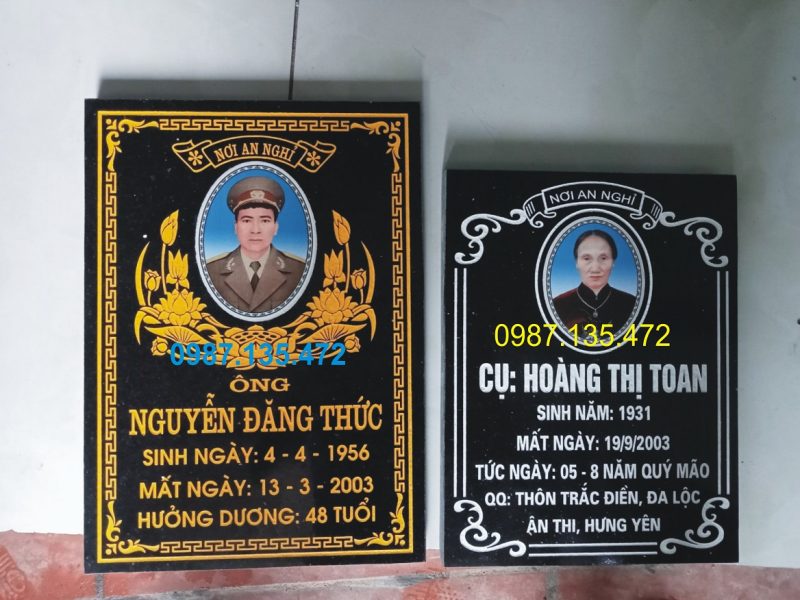 NƠI AN NGHỈ
0987.135.472
ÔNG
NGUYỄN ĐĂNG THỨC
SINH NGÀY: 4 - 4 - 1956
MẤT NGÀY: 13 - 3 - 2003
HƯỞNG DƯƠNG: 48 TUỔI
NƠI AN NGHỈ
0987.135.472
CỤ: HOÀNG THỊ TOAN
SINH NĂM: 1931
MẤT NGÀY: 19/9/2003
TỨC NGÀY: 05 - 8 NĂM QUÝ MÃO
QQ: THÔN TRẮC ĐIỀN, ĐA LỘC
ÂN THI, HƯNG YÊN